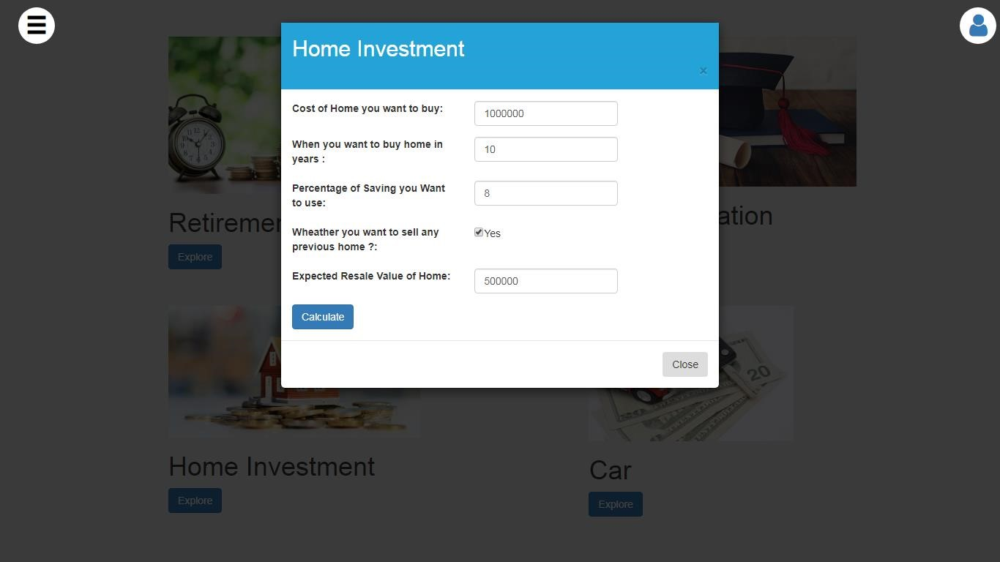 Home Investment
×
Cost of Home you want to buy:
1000000
When you want to buy home in
years :
10
Percentage of Saving you Want
to use:
8
Wheather you want to sell any
previous home ?:
Yes
Expected Resale Value of Home:
500000
Calculate
Close
Retiremen
Explore
ation
Home Investment
Explore
20
Car
Explore